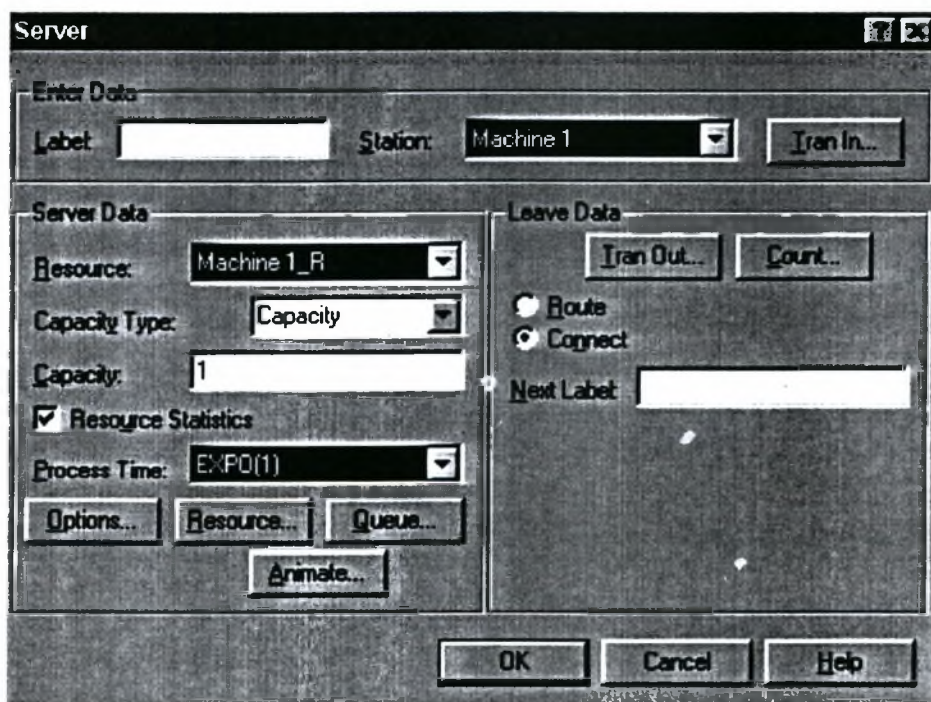 Server
Enter Data
Label: Station: Machine 1 Tran In...
Server Data
Resource: Machine 1_R
Capacity Type: Capacity
Capacity: 1
Resource Statistics
Process Time: EXPO(1)
Options... Resource... Queue...
Animate...
Leave Data
Tran Out... Count...
Route
Connect
Next Label:
OK Cancel Help